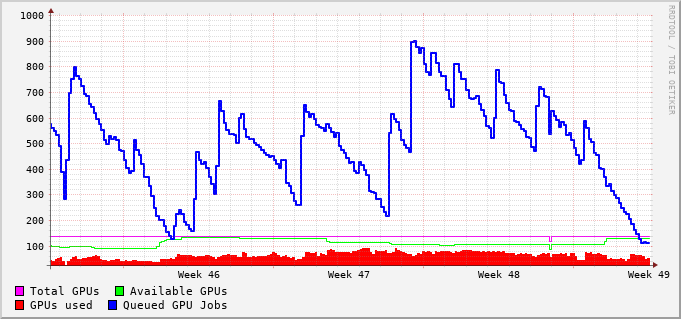 1000
900
800
700
600
500
400
300
200
100
Week 46 Week 47 Week 48 Week 49
Total GPUs Available GPUs
GPUs used Queued GPU Jobs
RRDTOOL / TOBI OETIKER